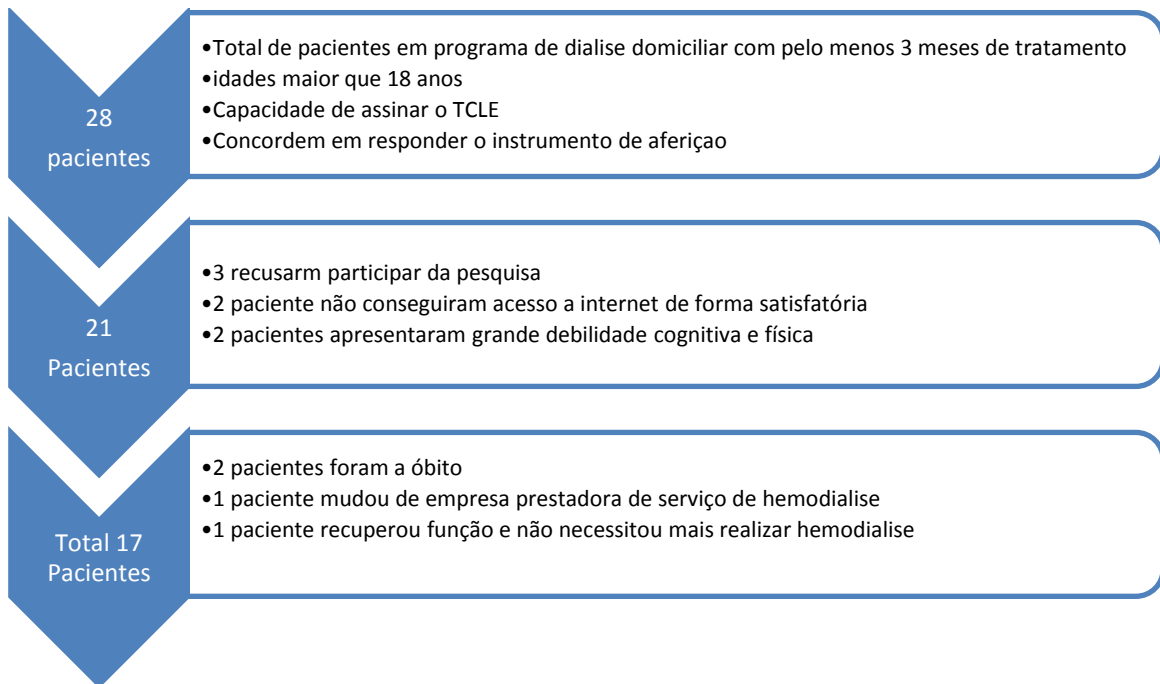 28
pacientes
•Total de pacientes em programa de dialise domiciliar com pelo menos 3 meses de tratamento
•idades maior que 18 anos
•Capacidade de assinar o TCLE
•Concordem em responder o instrumento de aferiçao
21
Pacientes
•3 recusarm participar da pesquisa
•2 paciente não conseguiram acesso a internet de forma satisfatória
•2 pacientes apresentaram grande debilidade cognitiva e física
Total 17
Pacientes
•2 pacientes foram a óbito
•1 paciente mudou de empresa prestadora de serviço de hemodialise
•1 paciente recuperou função e não necessitou mais realizar hemodialise